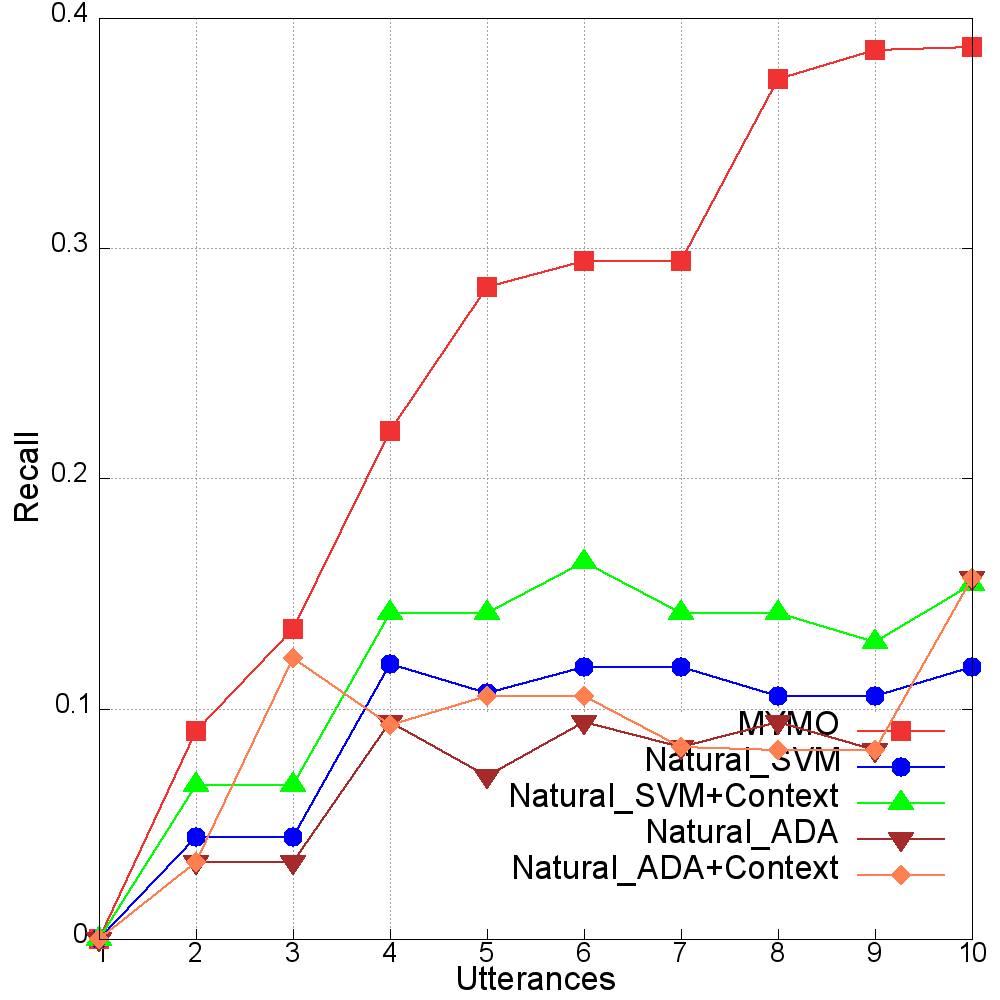 0.4
0.3
0.2
0.1
0
Recall
MYMO
Natural_SVM
Natural_SVM+Context
Natural_ADA
Natural_ADA+Context
1 2 3 4 5 6 7 8 9 10
Utterances